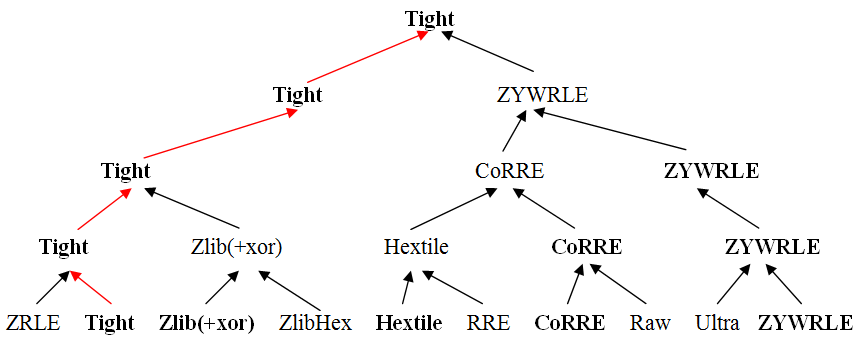 Tight
Tight ZYWRLE
Tight CoRRE ZYWRLE
Tight Zlib(+xor) Hextile CoRRE ZYWRLE
ZRLE Tight Zlib(+xor) ZlibHex Hextile RRE CoRRE Raw Ultra ZYWRLE